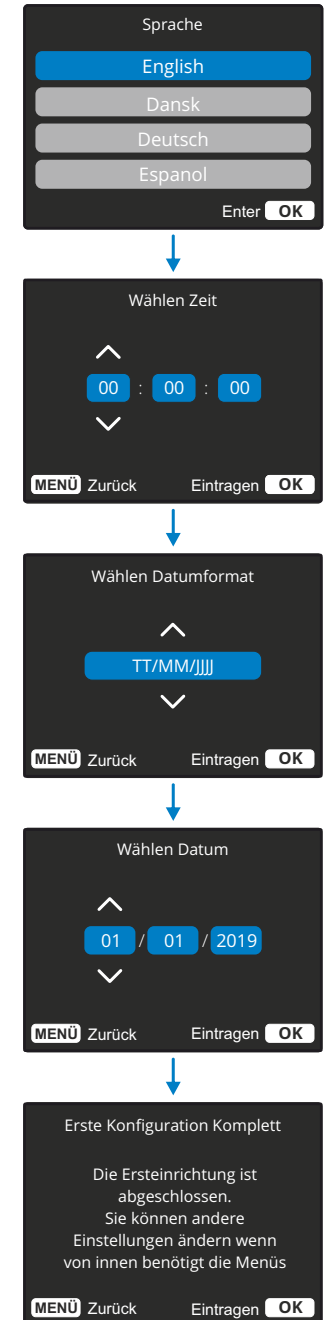 Sprache
English
Dansk
Deutsch
Espanol
Enter OK
Wählen Zeit
00 : 00 : 00
MENÜ Zurück Eintragen OK
Wählen Datumformat
TT/MM/JJJJ
MENÜ Zurück Eintragen OK
Wählen Datum
01 / 01 / 2019
MENÜ Zurück Eintragen OK
Erste Konfiguration Komplett
Die Ersteinrichtung ist
abgeschlossen.
Sie können andere
Einstellungen ändern wenn
von innen benötigt die Menüs
MENÜ Zurück Eintragen OK